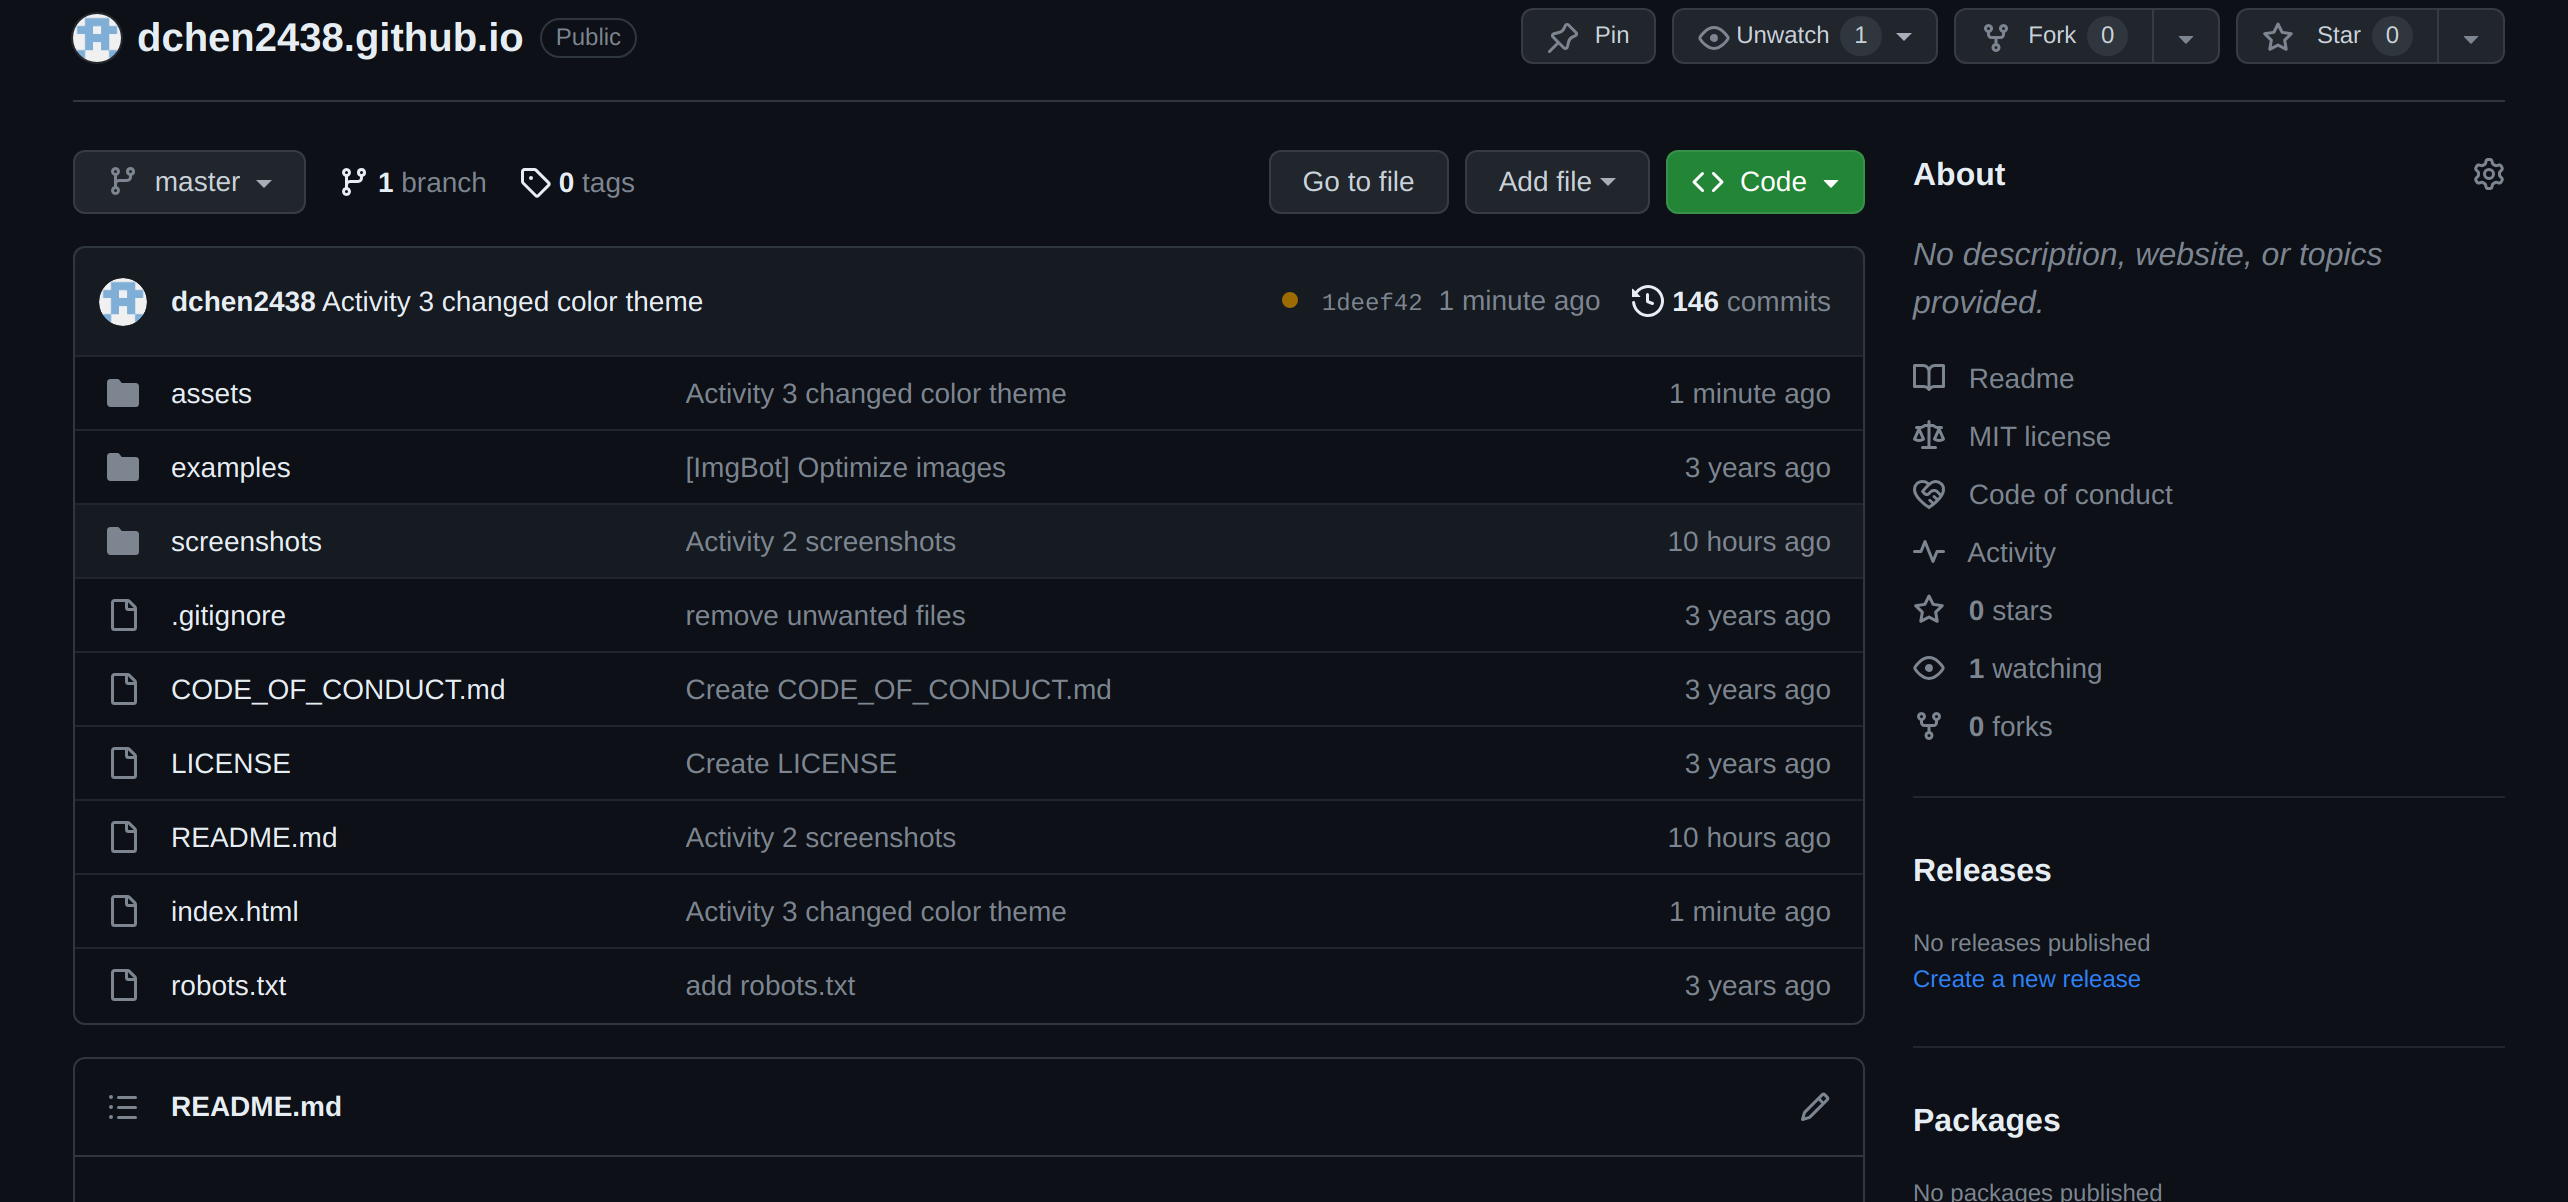 dchen2438.github.io Public Pin Unwatch 1 Fork 0 Star 0
master 1 branch 0 tags Go to file Add file Code
dchen2438 Activity 3 changed color theme 1deef42 1 minute ago 146 commits
assets Activity 3 changed color theme 1 minute ago
examples [ImgBot] Optimize images 3 years ago
screenshots Activity 2 screenshots 10 hours ago
.gitignore remove unwanted files 3 years ago
CODE_OF_CONDUCT.md Create CODE_OF_CONDUCT.md 3 years ago
LICENSE Create LICENSE 3 years ago
README.md Activity 2 screenshots 10 hours ago
index.html Activity 3 changed color theme 1 minute ago
robots.txt add robots.txt 3 years ago
README.md
About
No description, website, or topics
provided.
Readme
MIT license
Code of conduct
Activity
0 stars
1 watching
0 forks
Releases
No releases published
Create a new release
Packages
No packages published